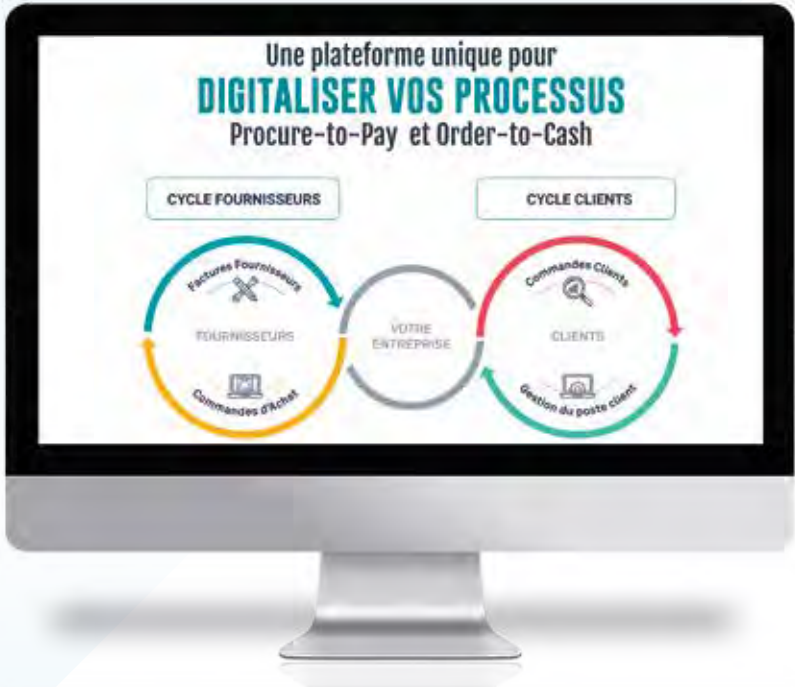 Une plateforme unique pour
DIGITALISER VOS PROCESSUS
Procure-to-Pay et Order-to-Cash
CYCLE FOURNISSEURS
CYCLE CLIENTS
Factures Fournisseurs
FOURNISSEURS
Commandes d'Achat
VOTRE
ENTREPRISE
Commandes Clients
CLIENTS
Gestion du poste client